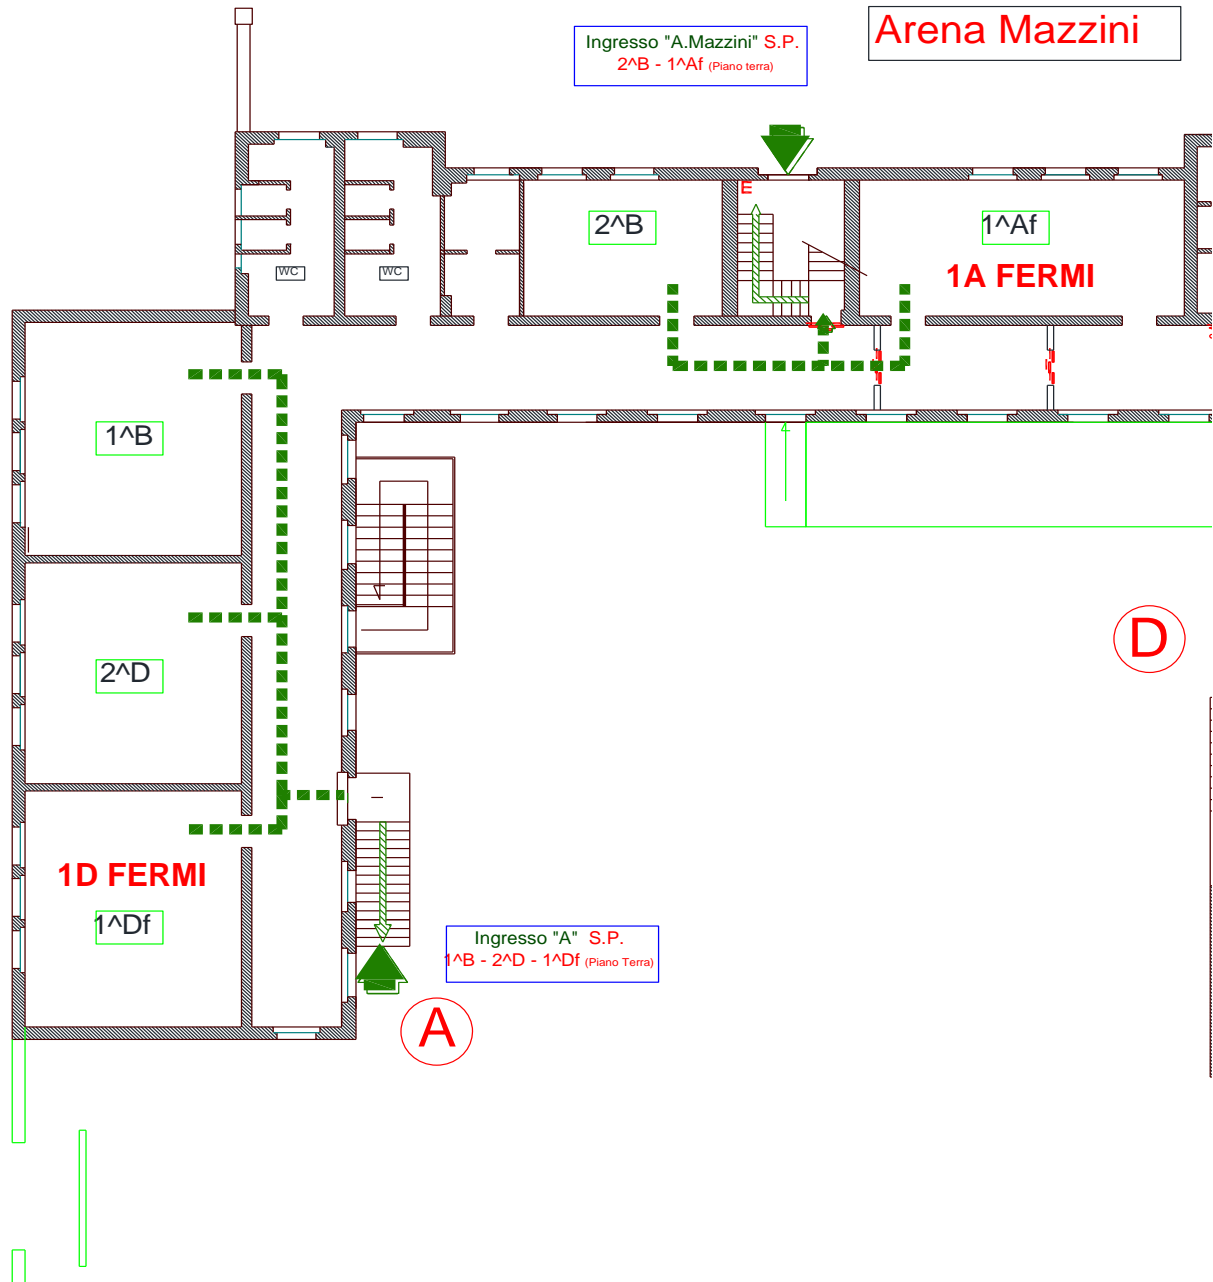 Arena Mazzini
Ingresso "A.Mazzini" S.P.
2^B - 1^Af (Piano terra)
E
2^B
1^Af
1A FERMI
WC
WC
1^B
2^D
D
1D FERMI
1^Df
Ingresso "A" S.P.
1^B - 2^D - 1^Df (Piano Terra)
A